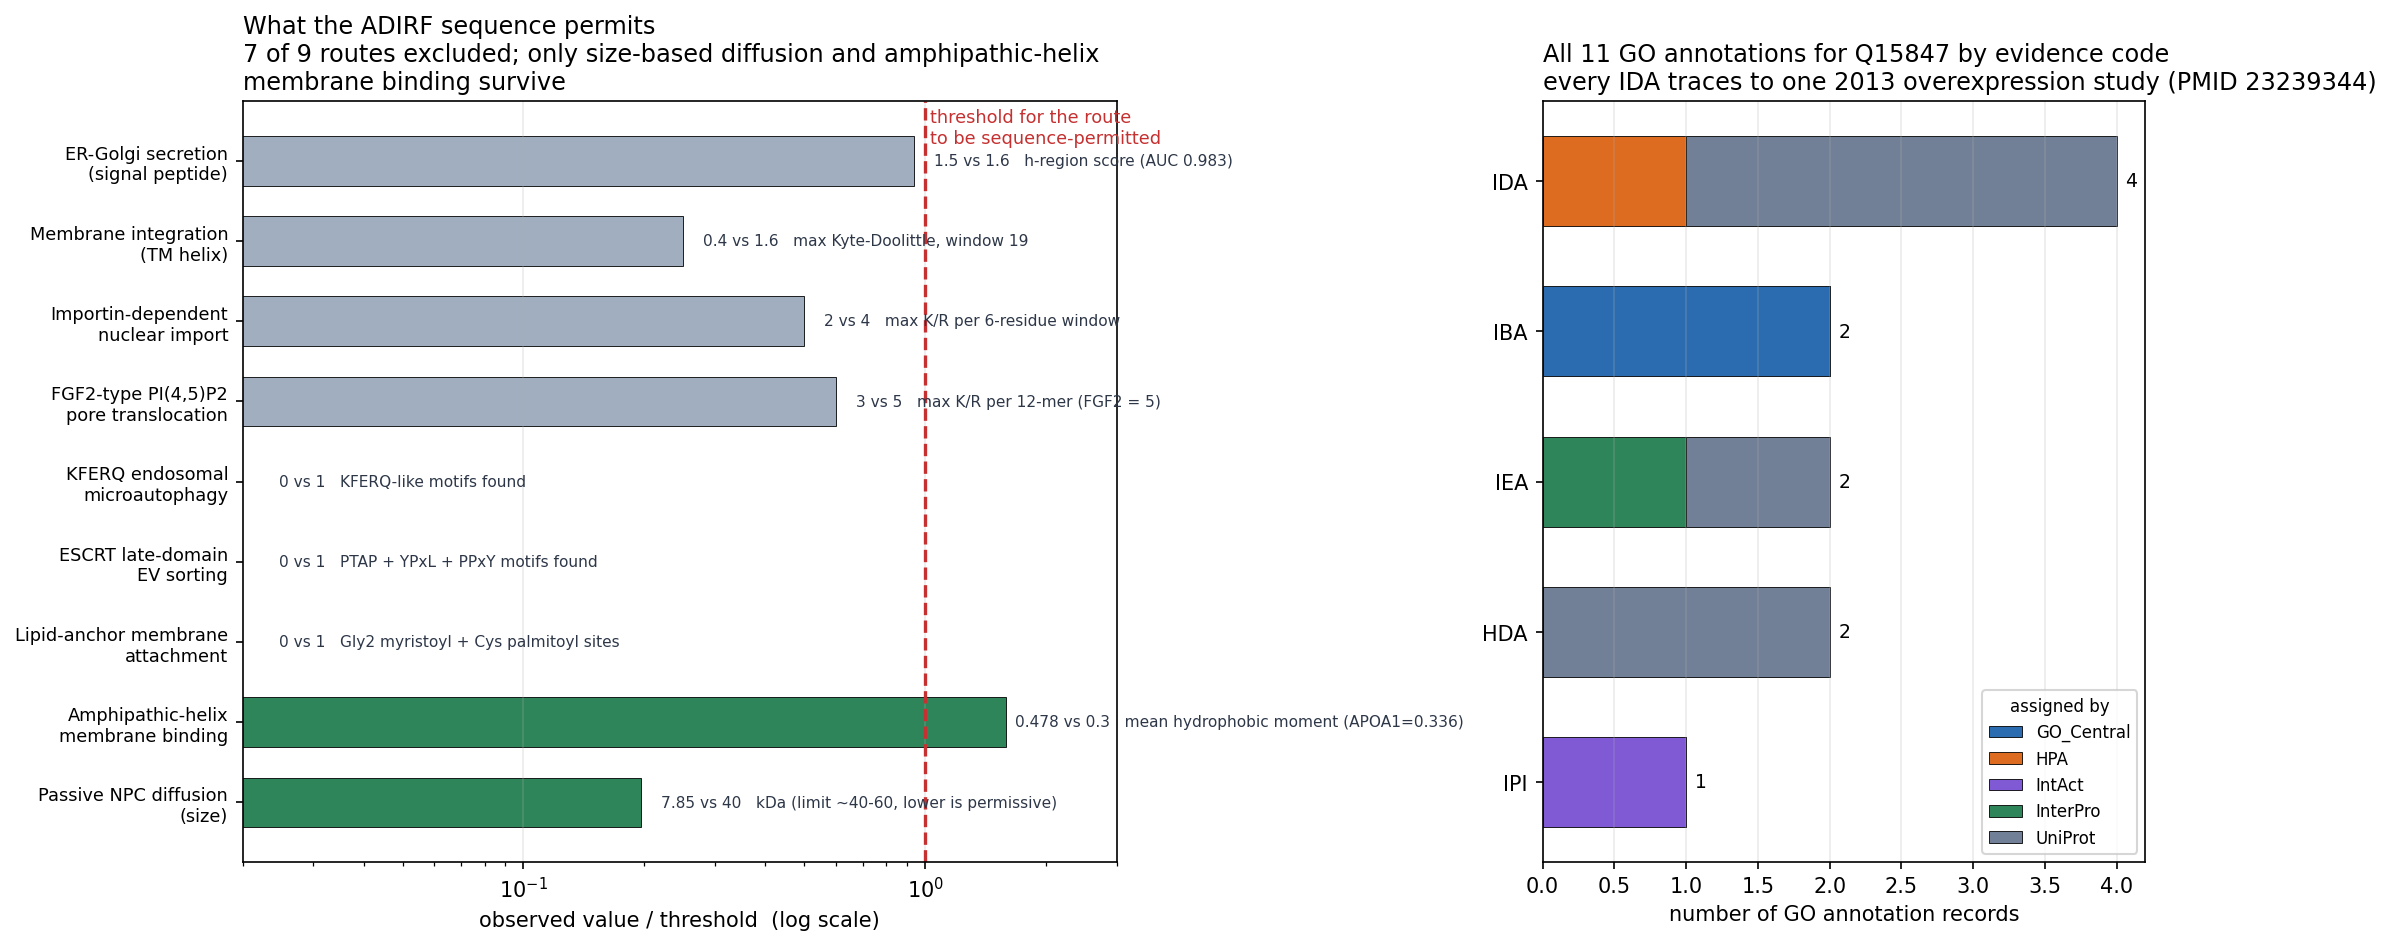 What the ADIRF sequence permits
7 of 9 routes excluded; only size-based diffusion and amphipathic-helix
membrane binding survive
threshold for the route
to be sequence-permitted
ER-Golgi secretion
(signal peptide)
1.5 vs 1.6   h-region score (AUC 0.983)
Membrane integration
(TM helix)
0.4 vs 1.6   max Kyte-Doolittle, window 19
Importin-dependent
nuclear import
2 vs 4   max K/R per 6-residue window
FGF2-type PI(4,5)P2
pore translocation
3 vs 5   max K/R per 12-mer (FGF2 = 5)
KFERQ endosomal
microautophagy
0 vs 1   KFERQ-like motifs found
ESCRT late-domain
EV sorting
0 vs 1   PTAP + YPxL + PPxY motifs found
Lipid-anchor membrane
attachment
0 vs 1   Gly2 myristoyl + Cys palmitoyl sites
Amphipathic-helix
membrane binding
0.478 vs 0.3   mean hydrophobic moment (APOA1=0.336)
Passive NPC diffusion
(size)
7.85 vs 40   kDa (limit ~40-60, lower is permissive)
10⁻¹ 10⁰
observed value / threshold  (log scale)
All 11 GO annotations for Q15847 by evidence code
every IDA traces to one 2013 overexpression study (PMID 23239344)
IDA 4
IBA 2
IEA 2
HDA 2
IPI 1
assigned by
GO_Central
HPA
IntAct
InterPro
UniProt
0.0 0.5 1.0 1.5 2.0 2.5 3.0 3.5 4.0
number of GO annotation records